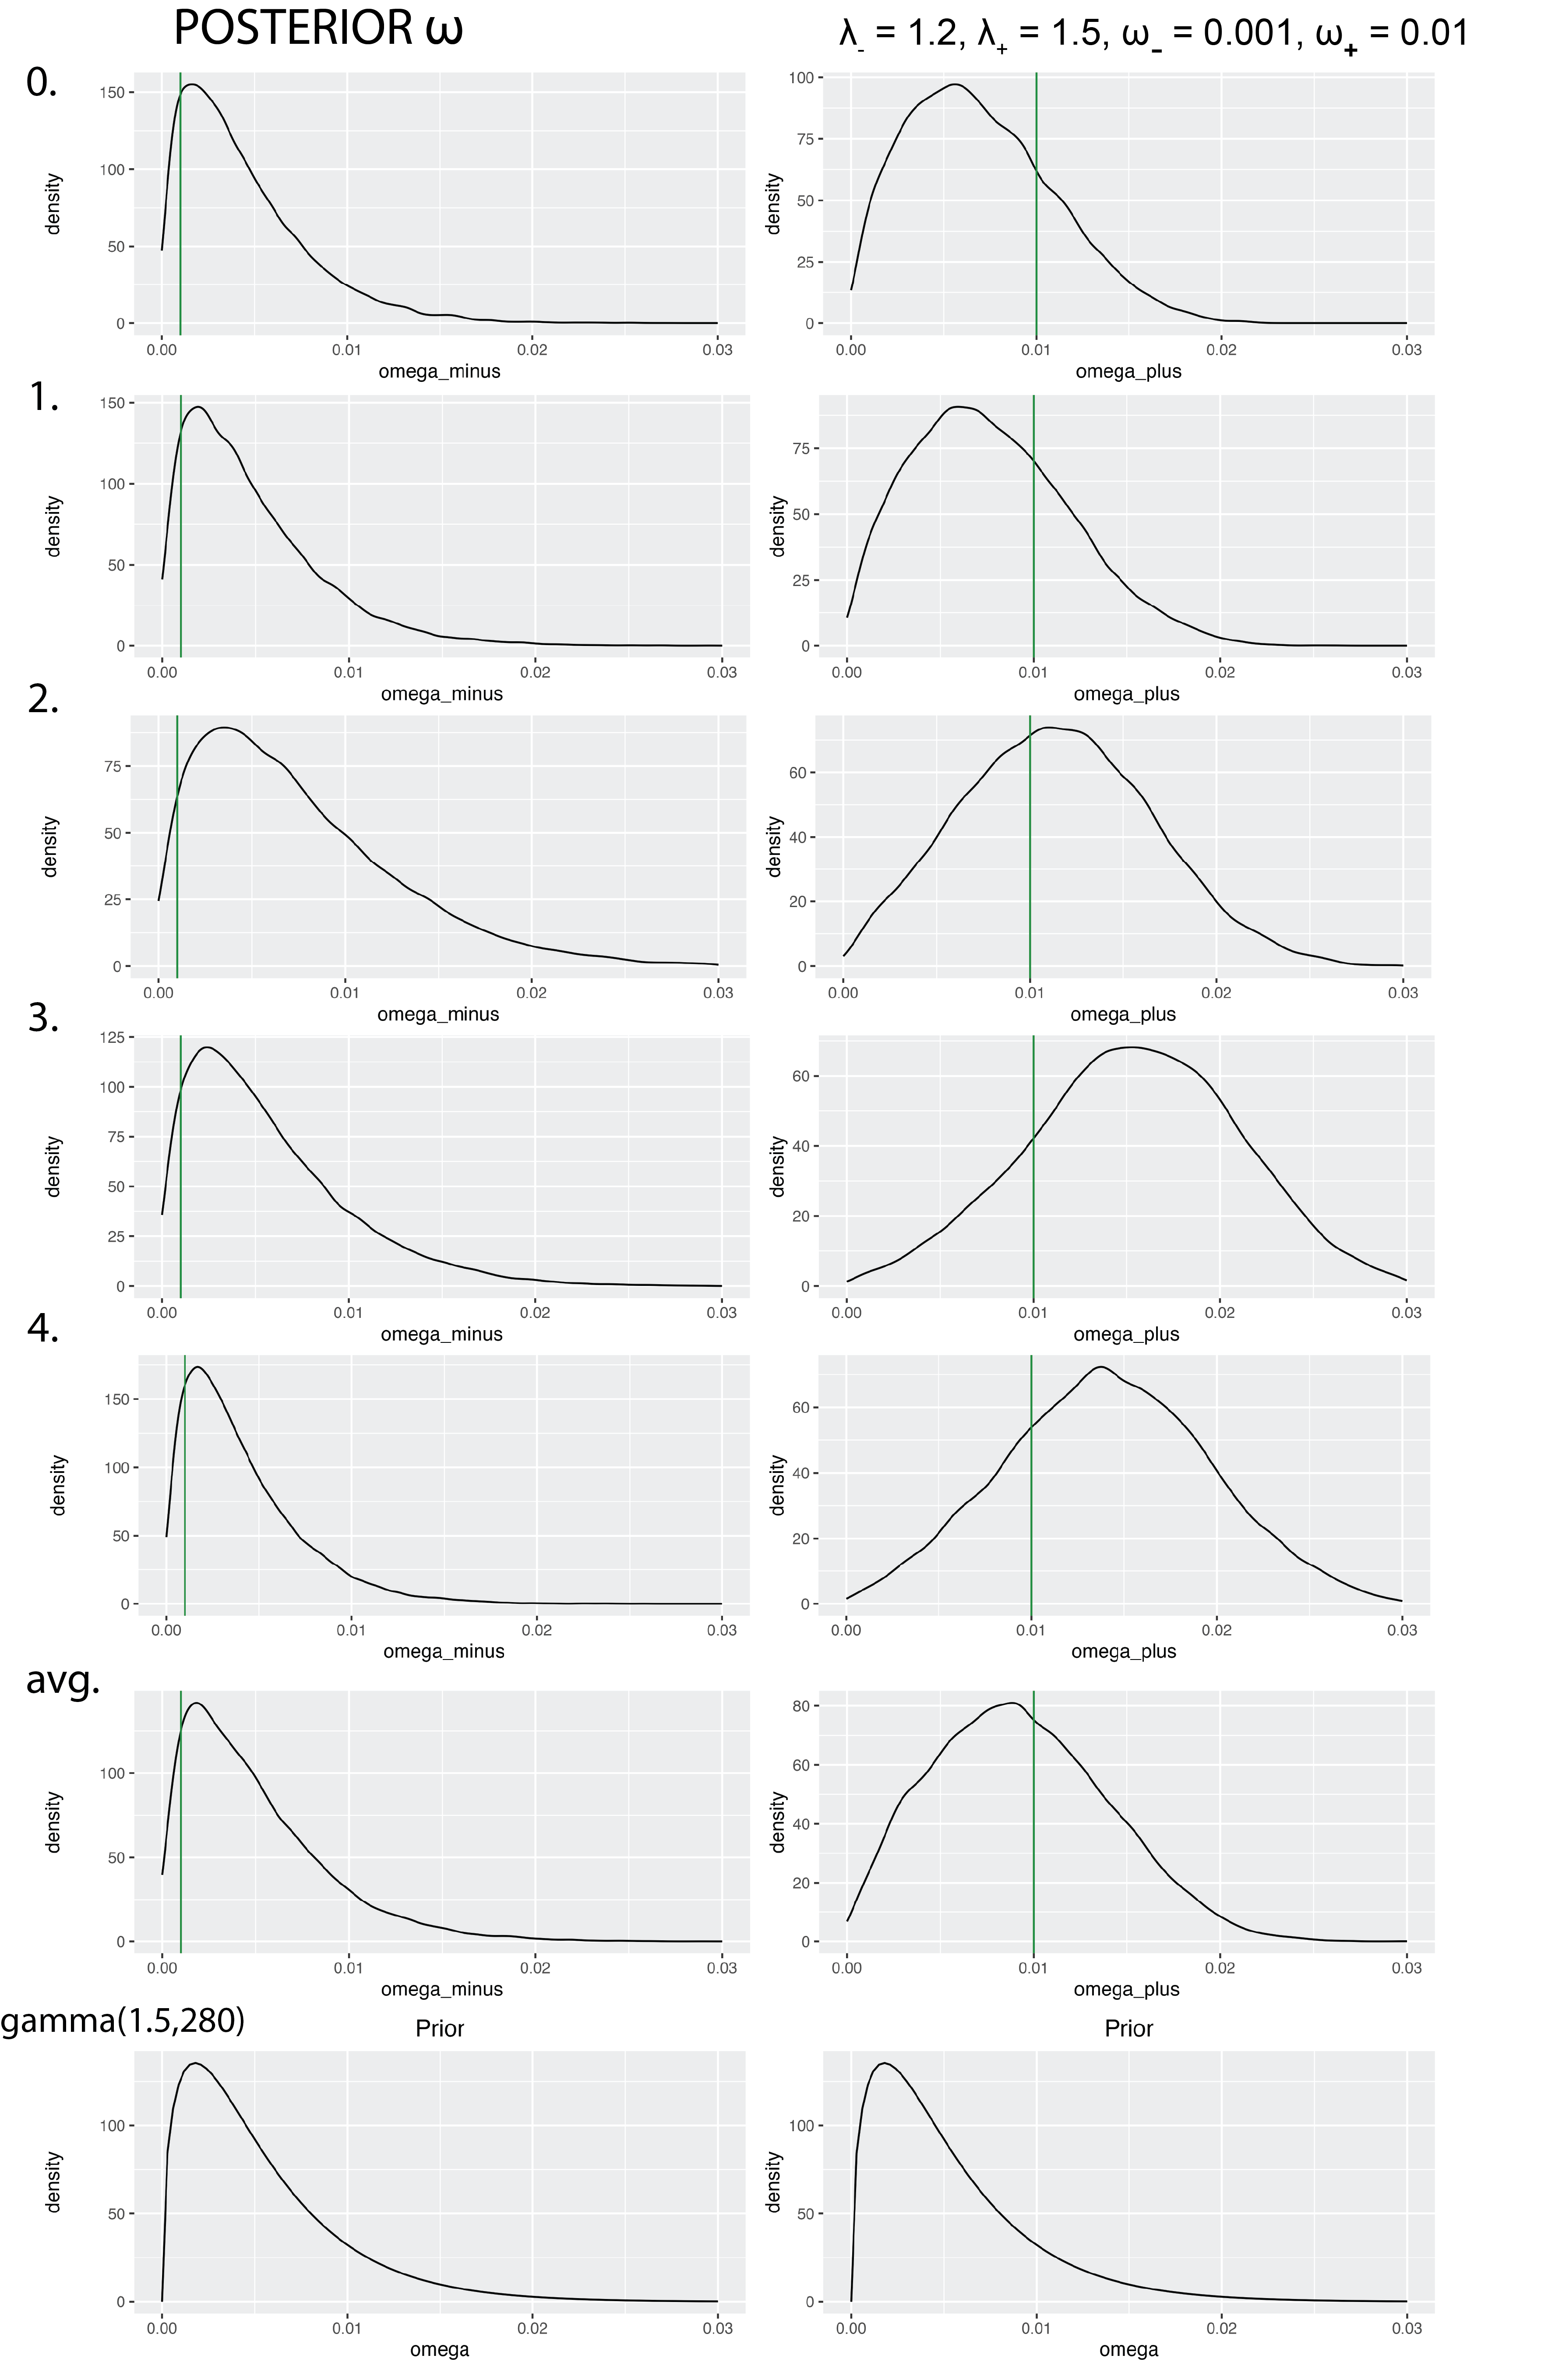 POSTERIOR ω
λ- = 1.2, λ+ = 1.5, ω- = 0.001, ω+ = 0.01
0.
150
100
50
0
density
0.00 0.01 0.02 0.03
omega_minus
100
75
50
25
0
density
0.00 0.01 0.02 0.03
omega_plus
1.
150
100
50
0
density
0.00 0.01 0.02 0.03
omega_minus
75
50
25
0
density
0.00 0.01 0.02 0.03
omega_plus
2.
75
50
25
0
density
0.00 0.01 0.02 0.03
omega_minus
60
40
20
0
density
0.00 0.01 0.02 0.03
omega_plus
3.
125
100
75
50
25
0
density
0.00 0.01 0.02 0.03
omega_minus
60
40
20
0
density
0.00 0.01 0.02 0.03
omega_plus
4.
150
100
50
0
density
0.00 0.01 0.02 0.03
omega_minus
60
40
20
0
density
0.00 0.01 0.02 0.03
omega_plus
avg.
100
50
0
density
0.00 0.01 0.02 0.03
omega_minus
80
60
40
20
0
density
0.00 0.01 0.02 0.03
omega_plus
gamma(1.5,280)
Prior
100
50
0
density
0.00 0.01 0.02 0.03
omega
Prior
100
50
0
density
0.00 0.01 0.02 0.03
omega